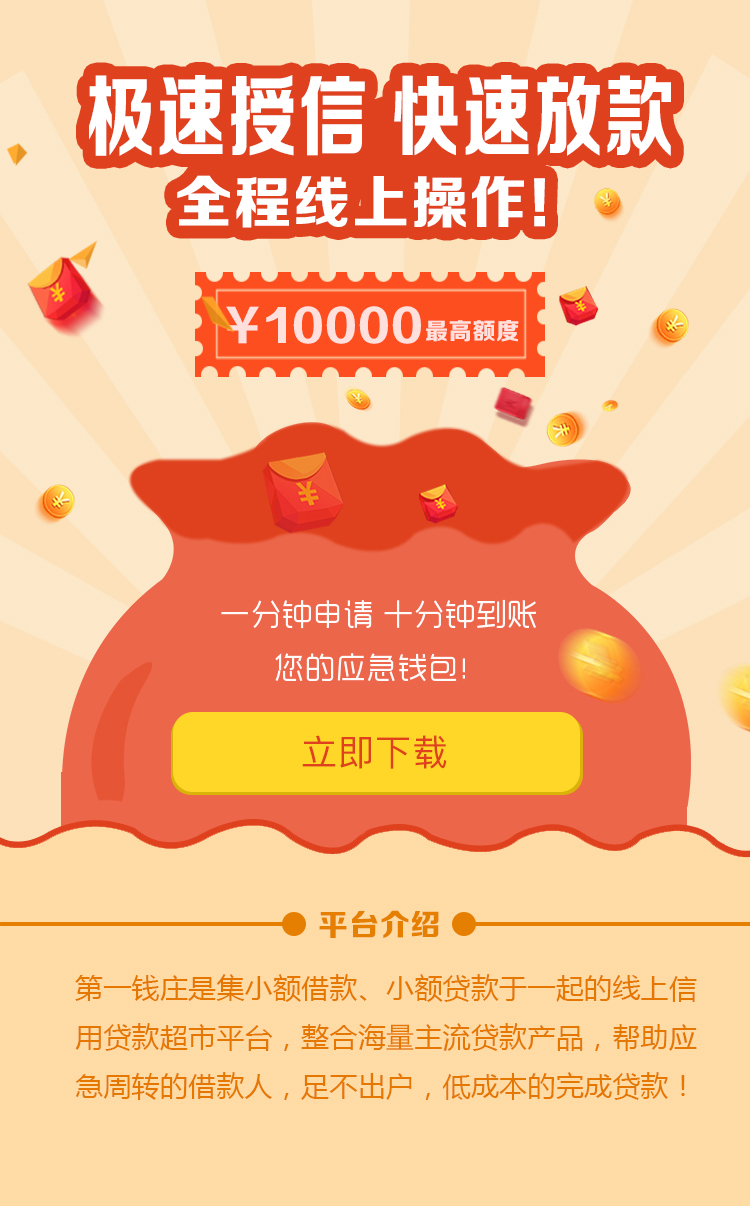 极速授信 快速放款
全程线上操作!
¥10000最高额度
一分钟申请 十分钟到账
您的应急钱包!
立即下载
平台介绍
第一钱庄是集小额借款、小额贷款于一起的线上信
用贷款超市平台，整合海量主流贷款产品，帮助应
急周转的借款人，足不出户，低成本的完成贷款！